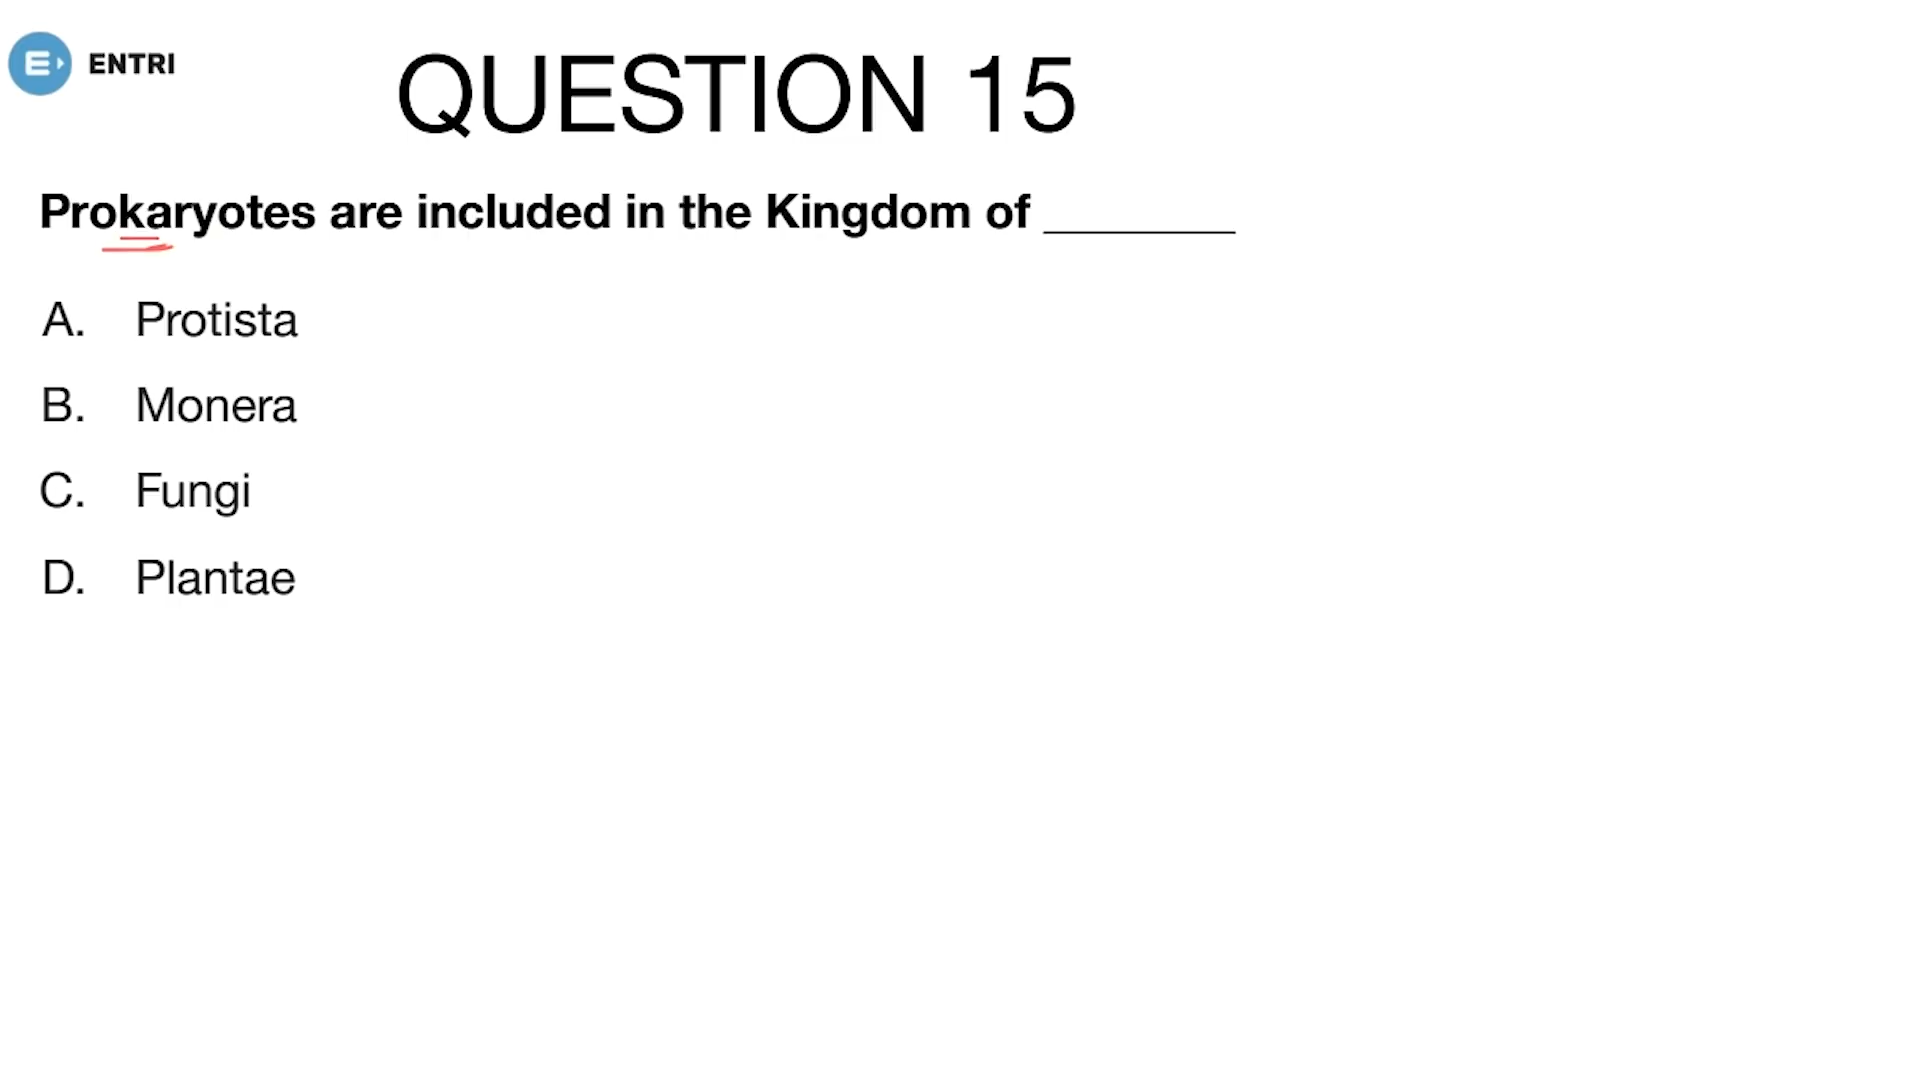 ENTRI
QUESTION 15
Prokaryotes are included in the Kingdom of ________
A. Protista
B. Monera
C. Fungi
D. Plantae